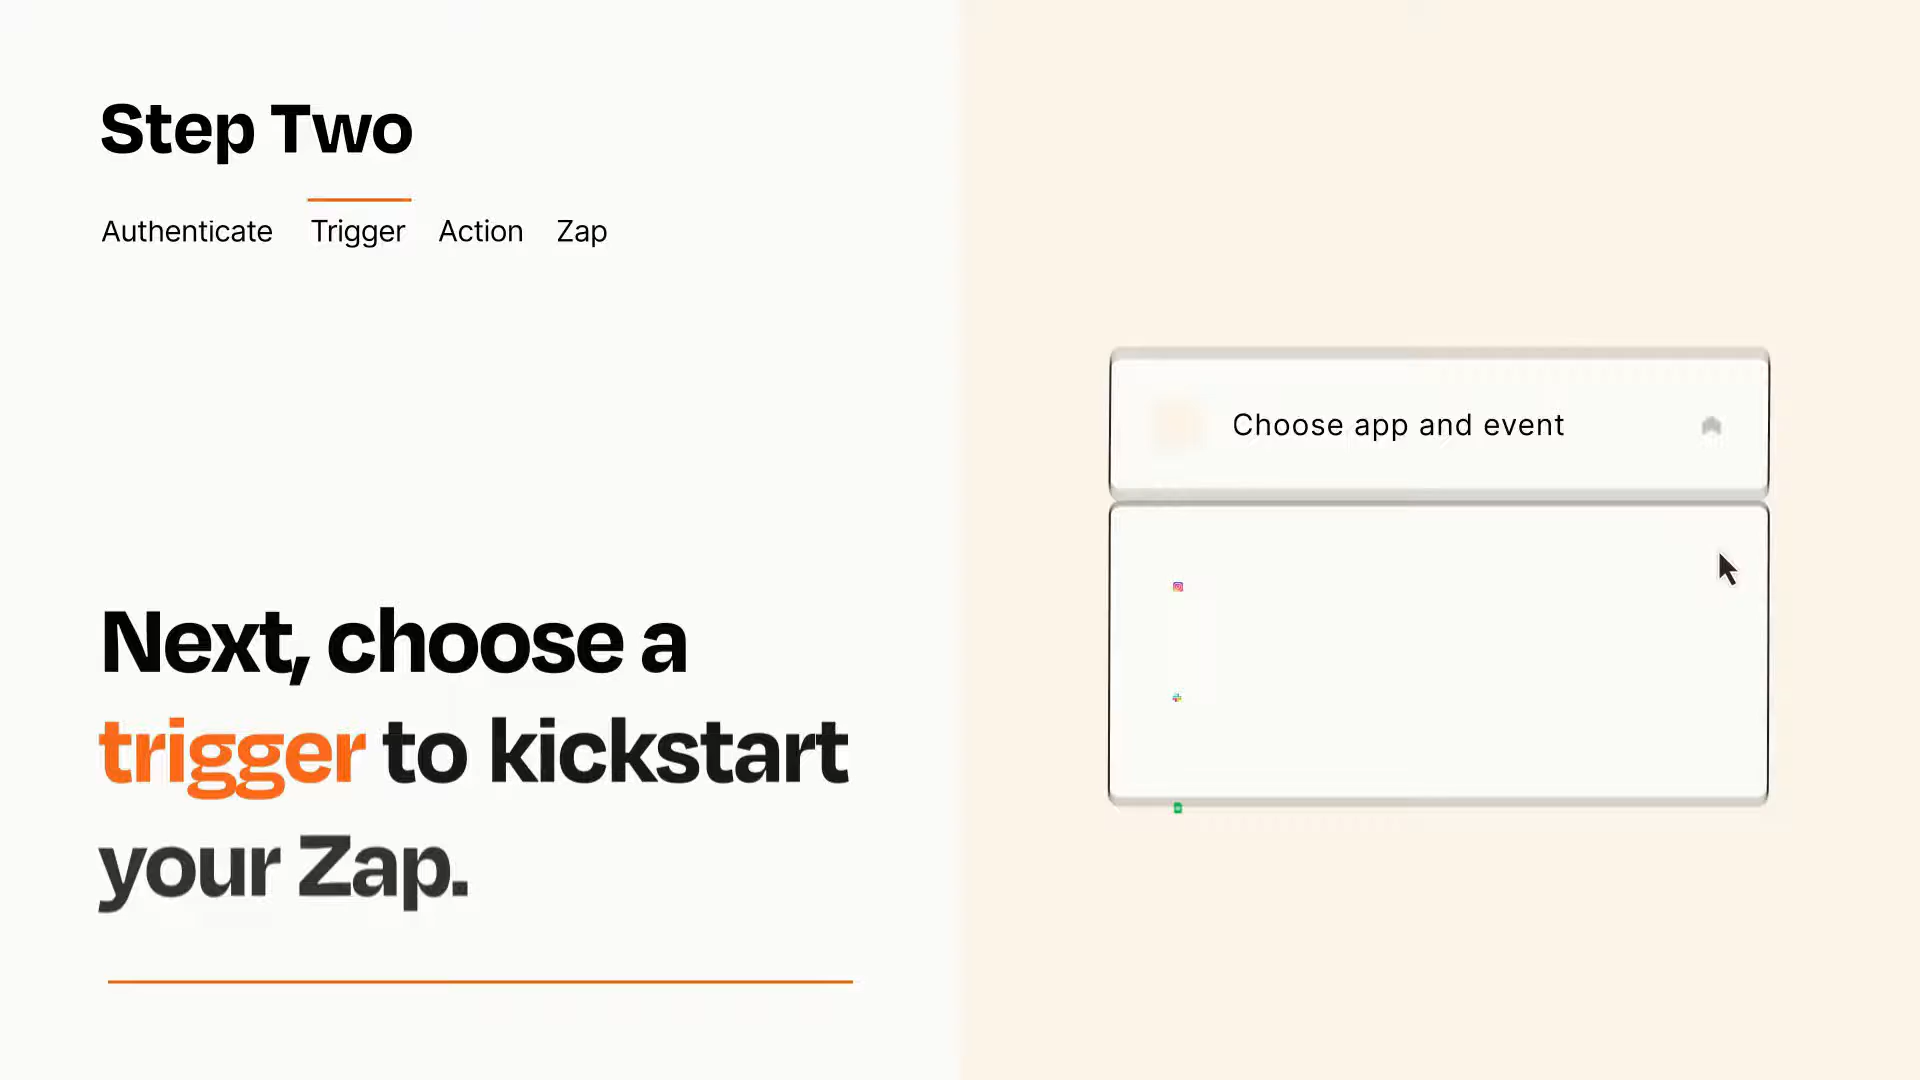 Step Two
Authenticate Trigger Action Zap
Next, choose a
trigger to kickstart
your Zap.
Choose app and event